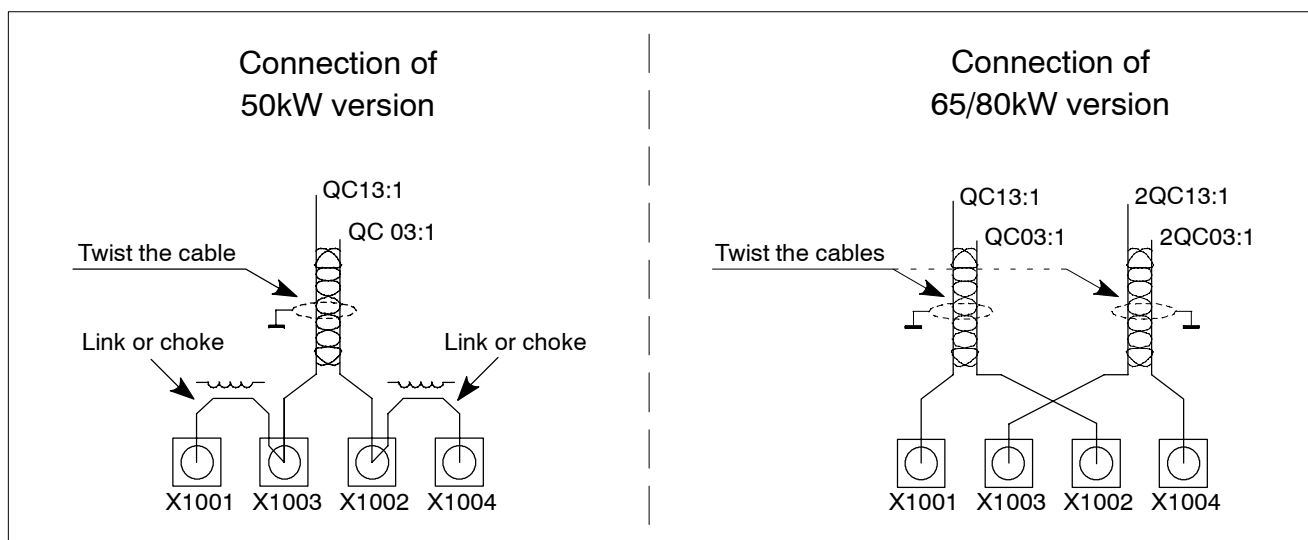 Connection of
50kW version
QC13:1
QC 03:1
Twist the cable
Link or choke
Link or choke
X1001 X1003 X1002 X1004
Connection of
65/80kW version
QC13:1
2QC13:1
QC03:1
2QC03:1
Twist the cables
X1001 X1003 X1002 X1004